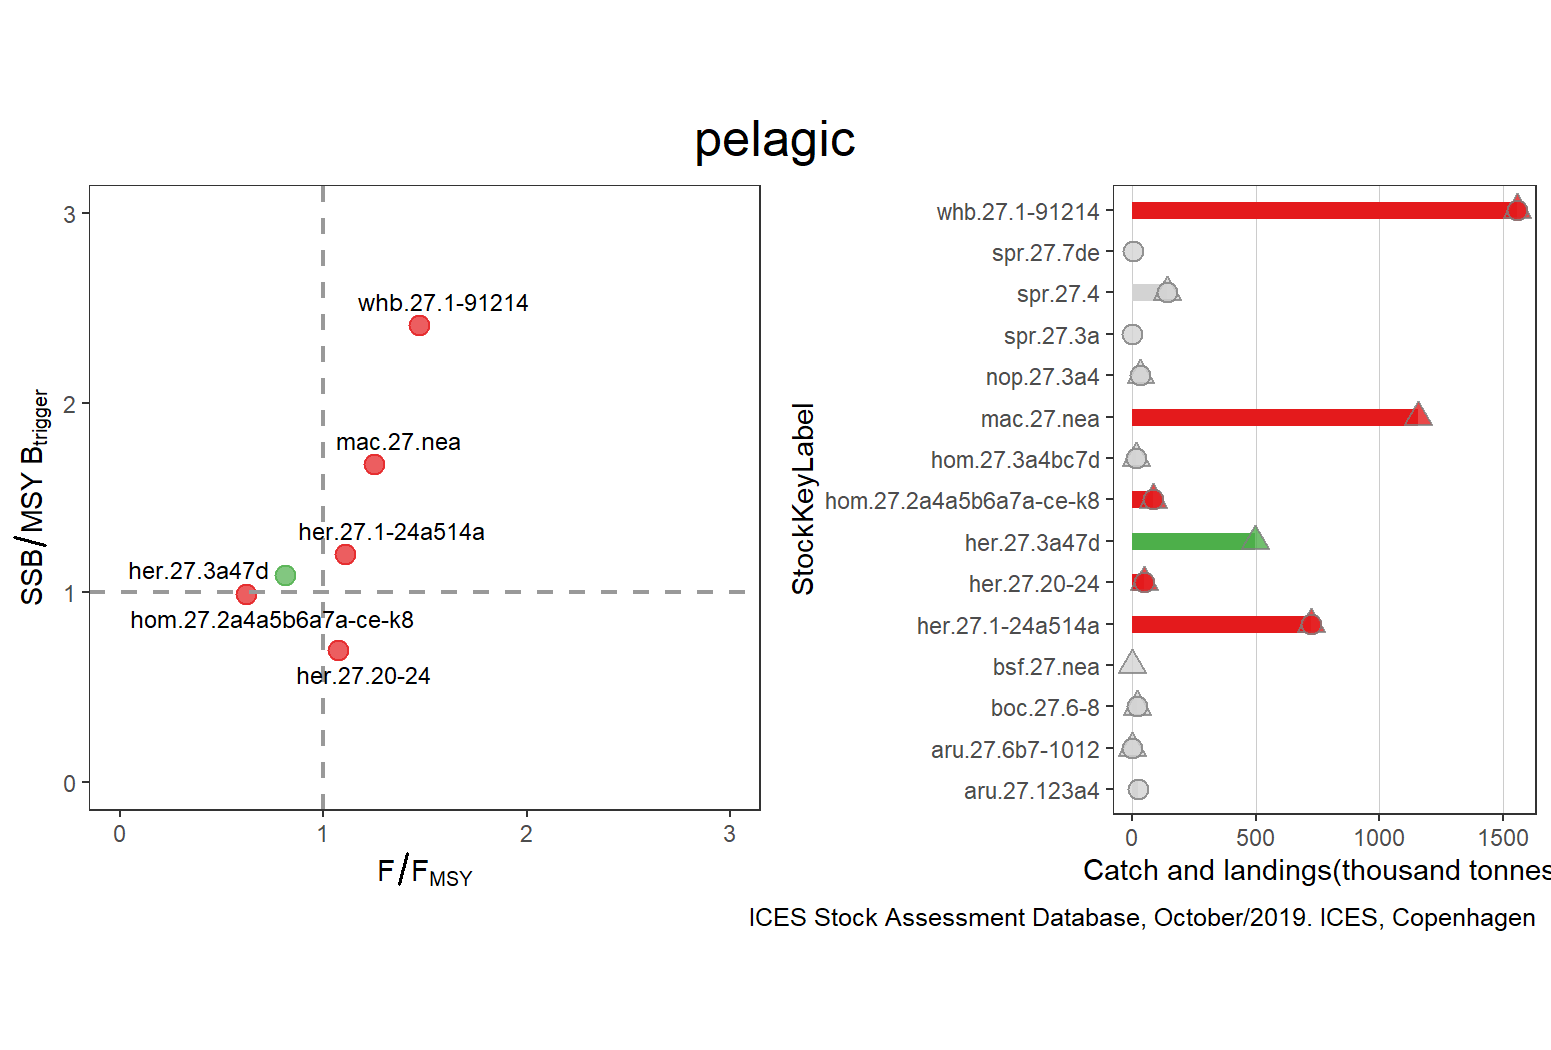 pelagic
SSB/MSY Btrigger
3
2
1
0
whb.27.1-91214
mac.27.nea
her.27.1-24a514a
her.27.3a47d
hom.27.2a4a5b6a7a-ce-k8
her.27.20-24
0 1 2 3
F/FMSY
StockKeyLabel
whb.27.1-91214
spr.27.7de
spr.27.4
spr.27.3a
nop.27.3a4
mac.27.nea
hom.27.3a4bc7d
hom.27.2a4a5b6a7a-ce-k8
her.27.3a47d
her.27.20-24
her.27.1-24a514a
bsf.27.nea
boc.27.6-8
aru.27.6b7-1012
aru.27.123a4
0 500 1000 1500
Catch and landings(thousand tonnes
ICES Stock Assessment Database, October/2019. ICES, Copenhagen